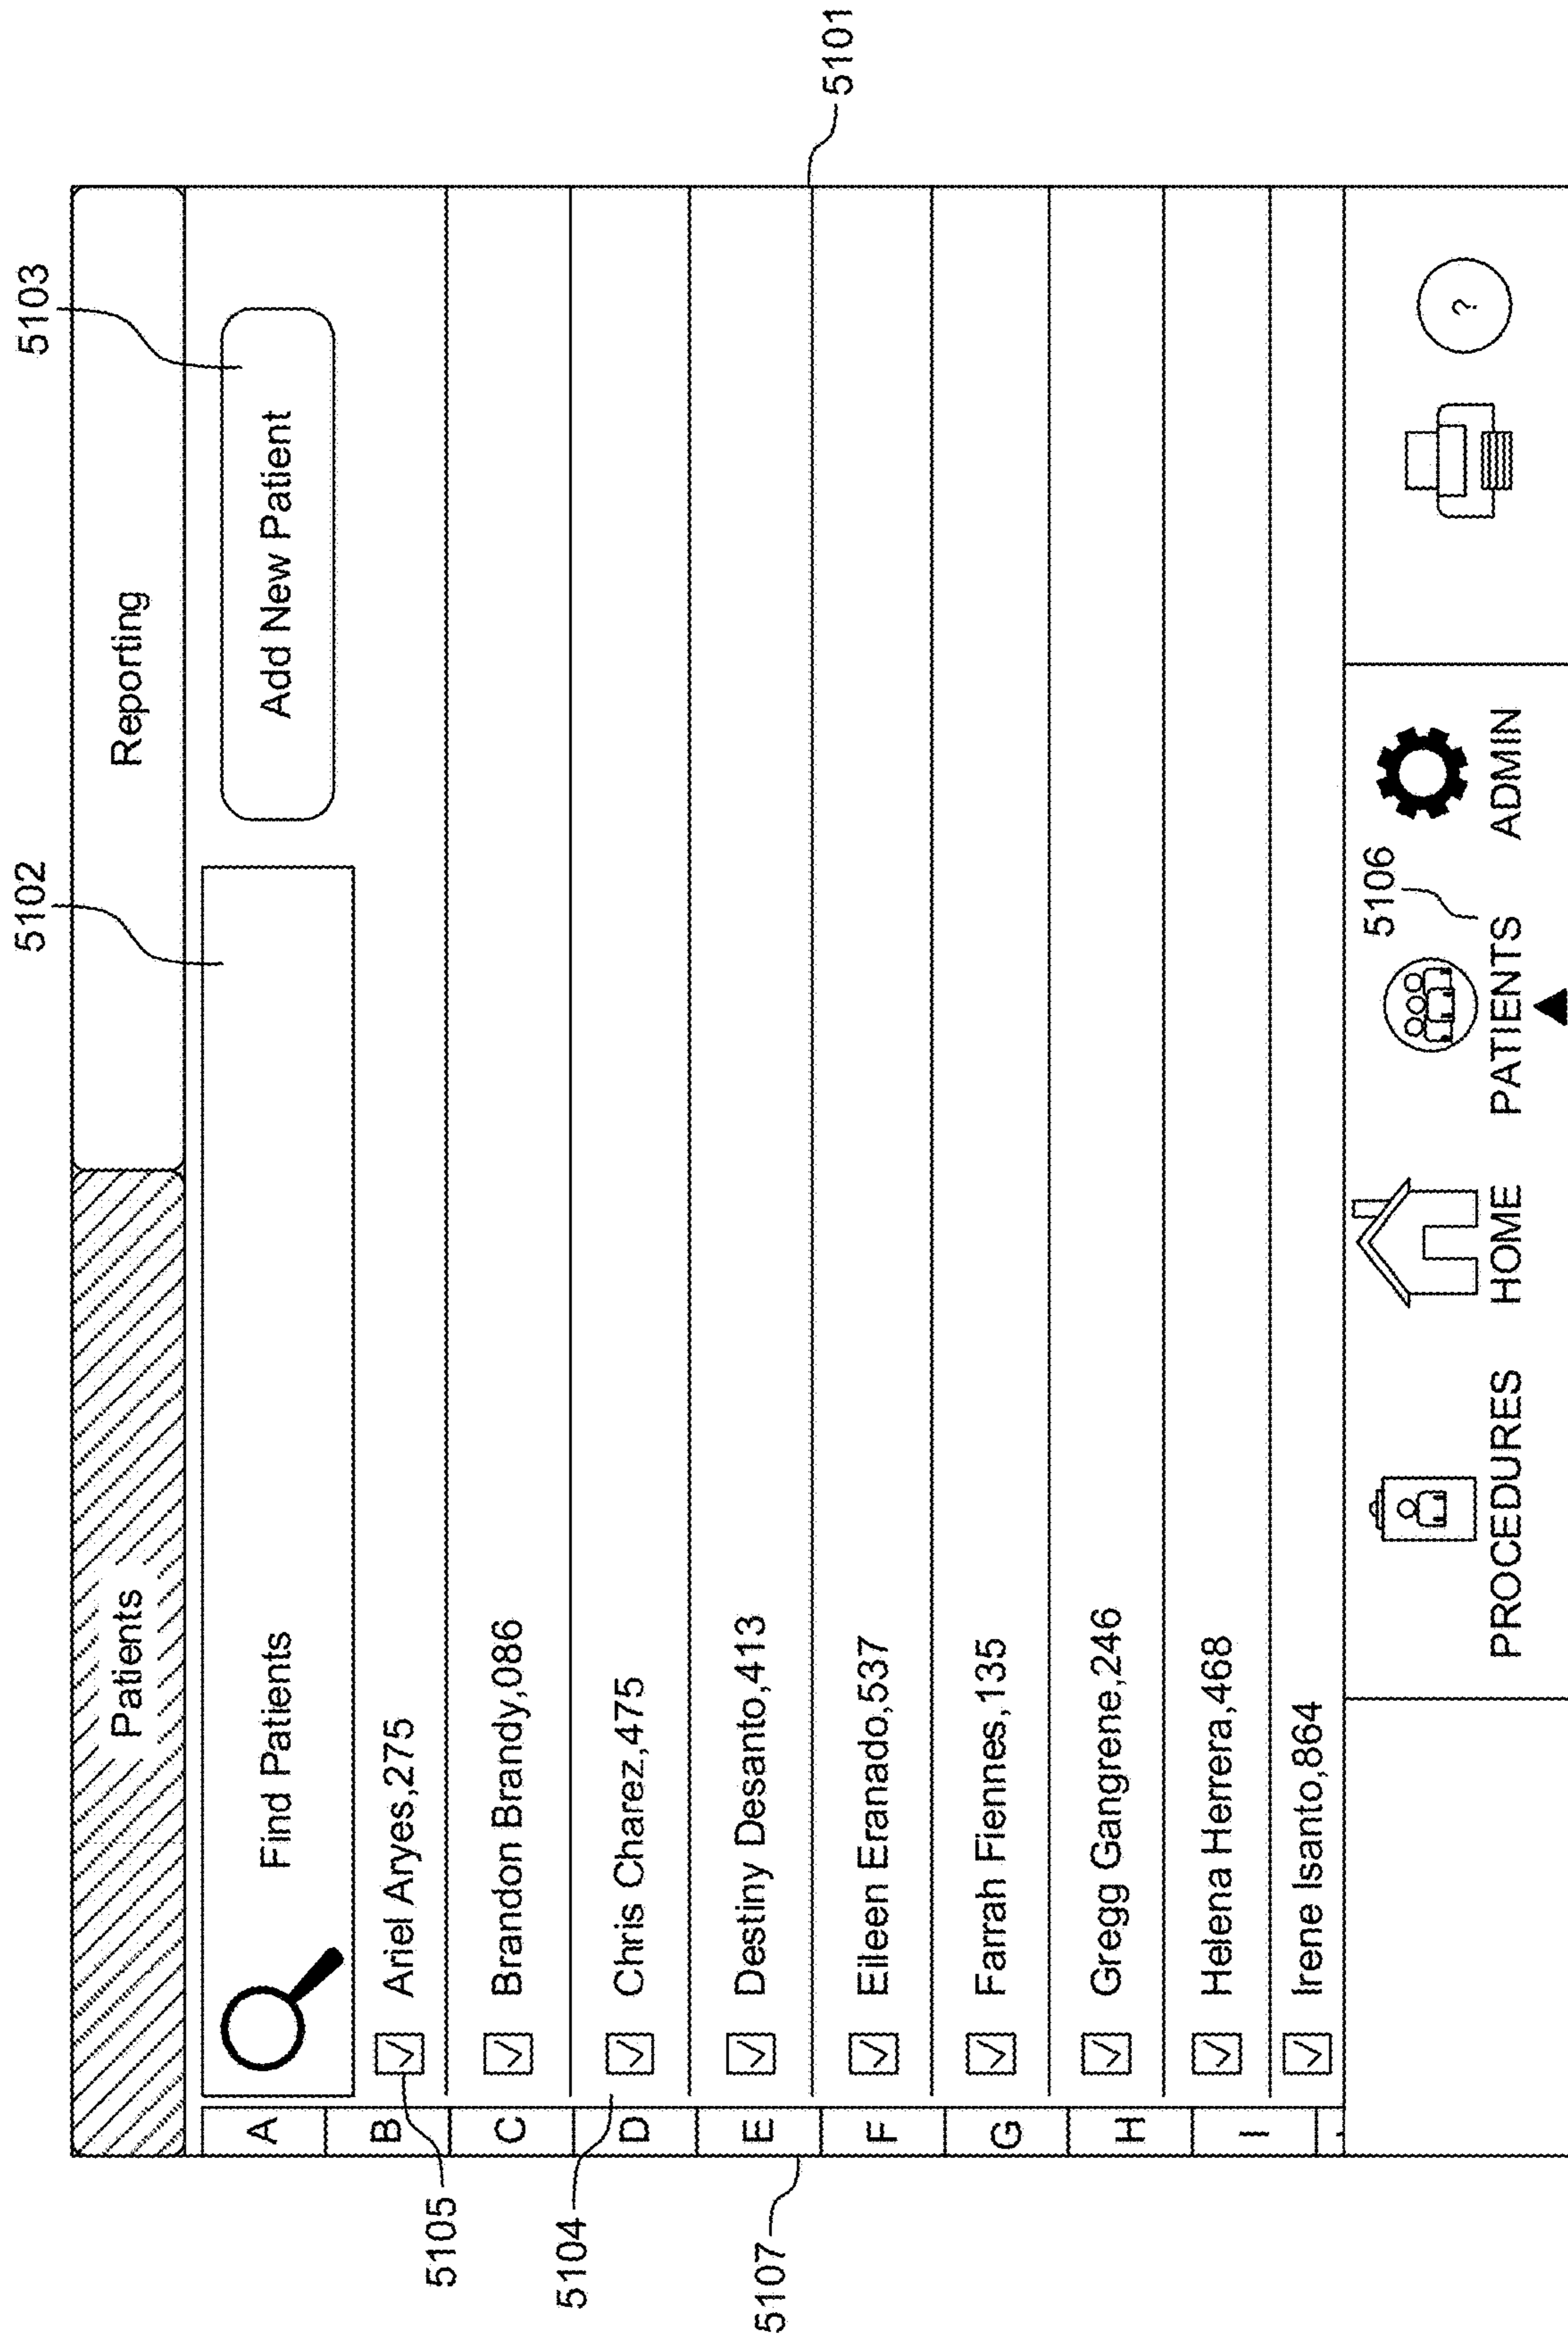 5102
5103
Patients
Reporting
Find Patients
Add New Patient
A
B
C
D
E
F
G
H
I
Ariel Aryes,275
Brandon Brandy,086
Chris Charez,475
Destiny Desanto,413
Eileen Eranado,537
Farrah Fiennes,135
Gregg Gangrene,246
Helena Herrera,468
Irene Isanto,864
5105
5104
5107
5101
5106
PROCEDURES
HOME
PATIENTS
ADMIN
?